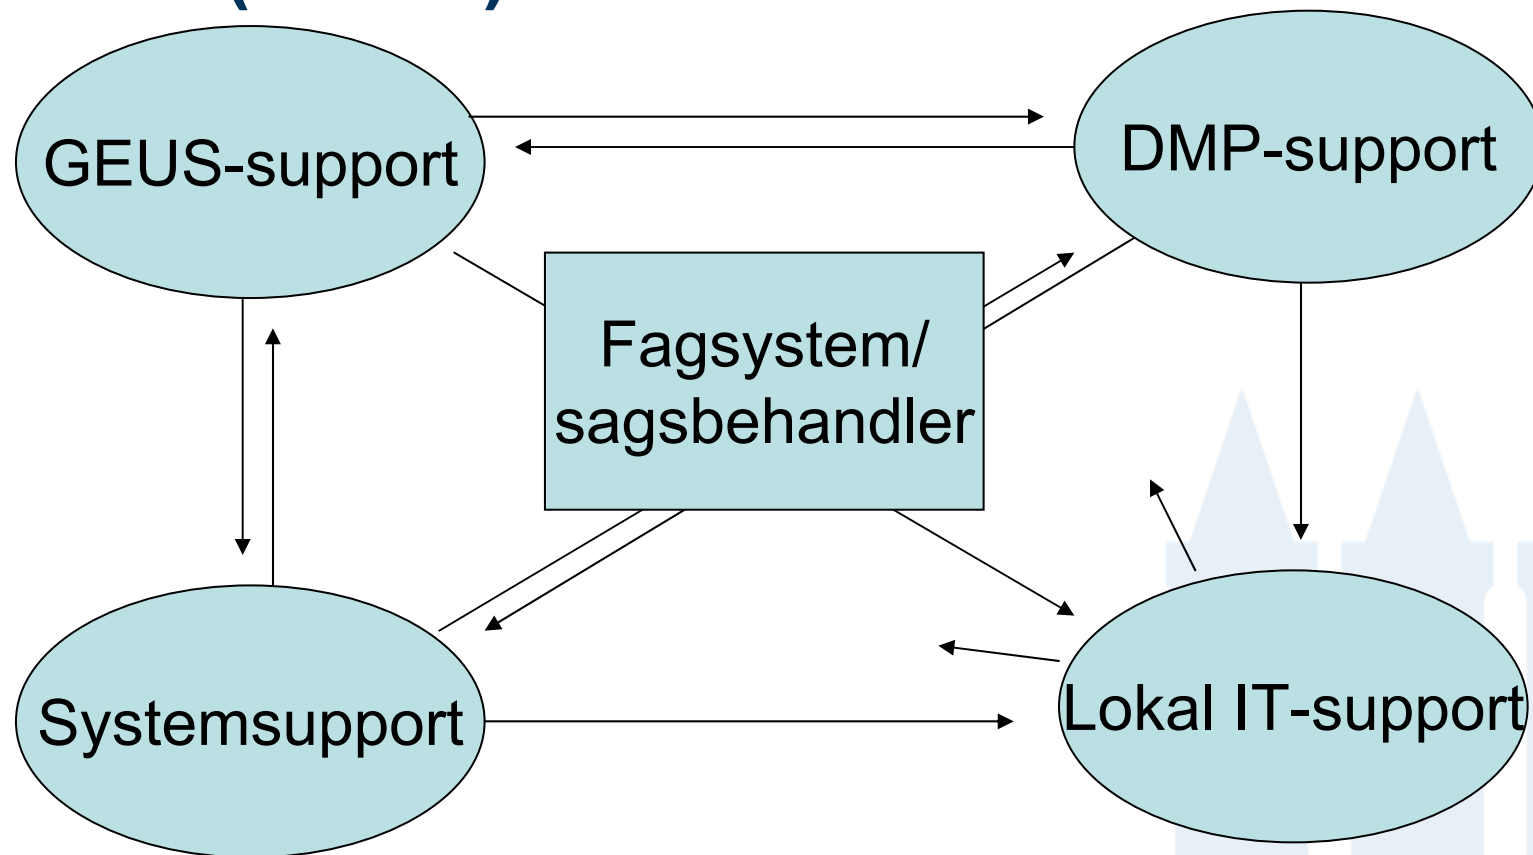 GEUS-support
DMP-support
Fagsystem/
sagsbehandler
Systemsupport
Lokal IT-support